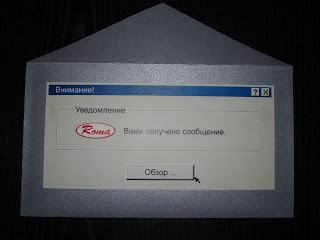 Внимание!
Уведомление
Roma
Вами получено сообщение.
Обзор ...